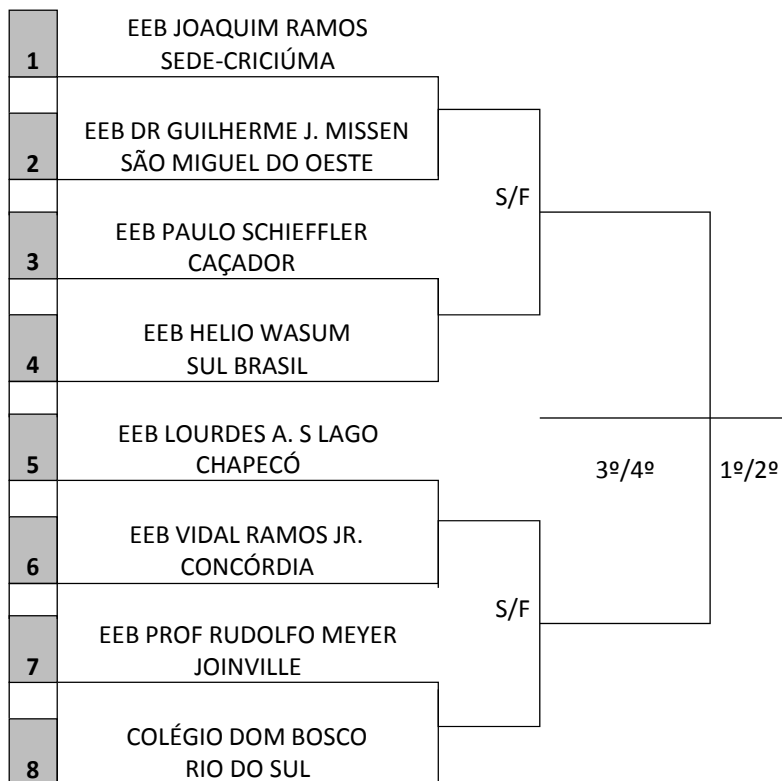 EEB JOAQUIM RAMOS
1 SEDE-CRICIÚMA
EEB DR GUILHERME J. MISSEN
2 SÃO MIGUEL DO OESTE
S/F
EEB PAULO SCHIEFFLER
3 CAÇADOR
EEB HELIO WASUM
4 SUL BRASIL
EEB LOURDES A. S LAGO
5 CHAPECÓ
3º/4º 1º/2º
EEB VIDAL RAMOS JR.
6 CONCÓRDIA
S/F
EEB PROF RUDOLFO MEYER
7 JOINVILLE
COLÉGIO DOM BOSCO
8 RIO DO SUL